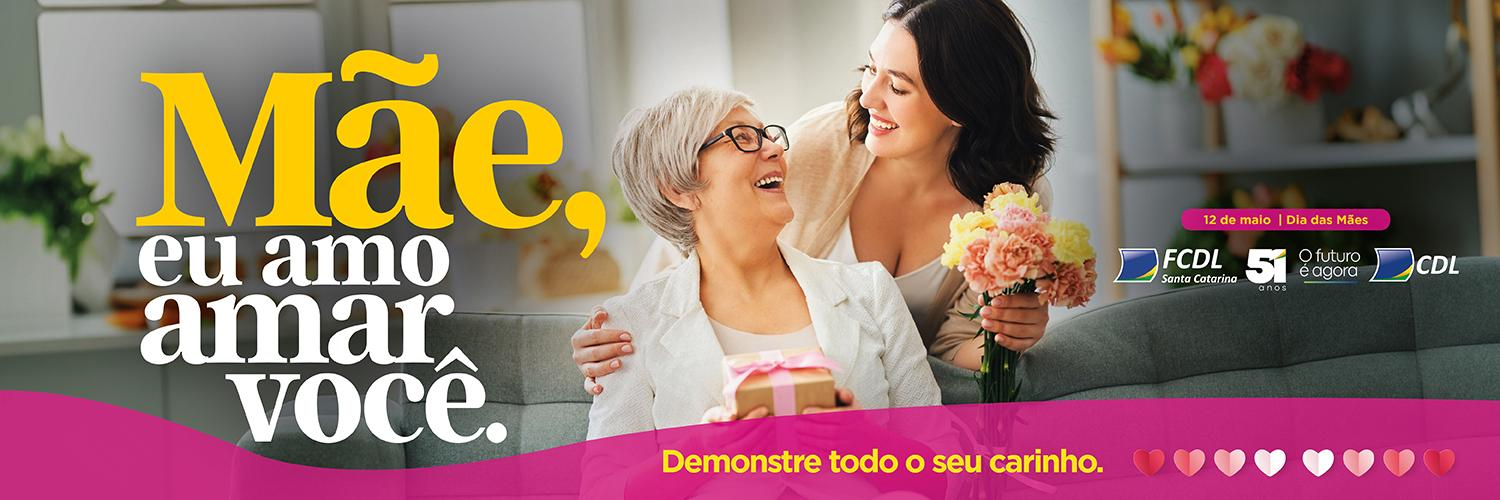 Mãe,
eu amo
amar
você.
12 de maio | Dia das Mães
FCDL
Santa Catarina
51
anos
O futuro
é agora
CDL
Demonstre todo o seu carinho.